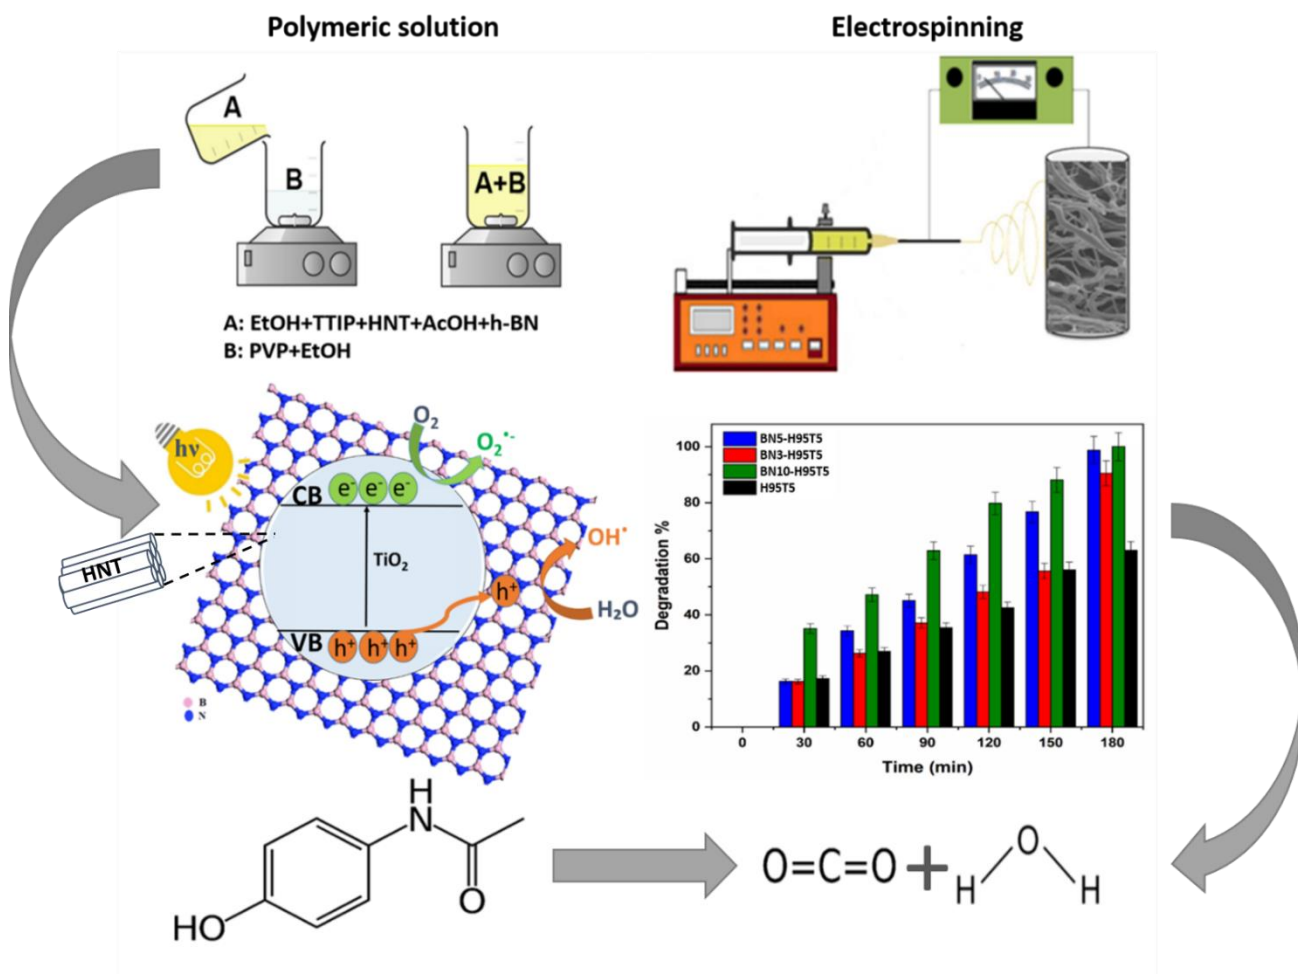 Polymeric solution
Electrospinning
A
B
A+B
A: EtOH+TTIP+HNT+AcOH+h-BN
B: PVP+EtOH
hν
O₂
O₂•-
CB
e⁻ e⁻ e⁻
TiO₂
OH•
h⁺
H₂O
VB
h⁺ h⁺ h⁺
HNT
B
N
BN5-H95T5
BN3-H95T5
BN10-H95T5
H95T5
Degradation %
100
80
60
40
20
0
0 30 60 90 120 150 180
Time (min)
H
N
O
HO
O=C=O + O
H H